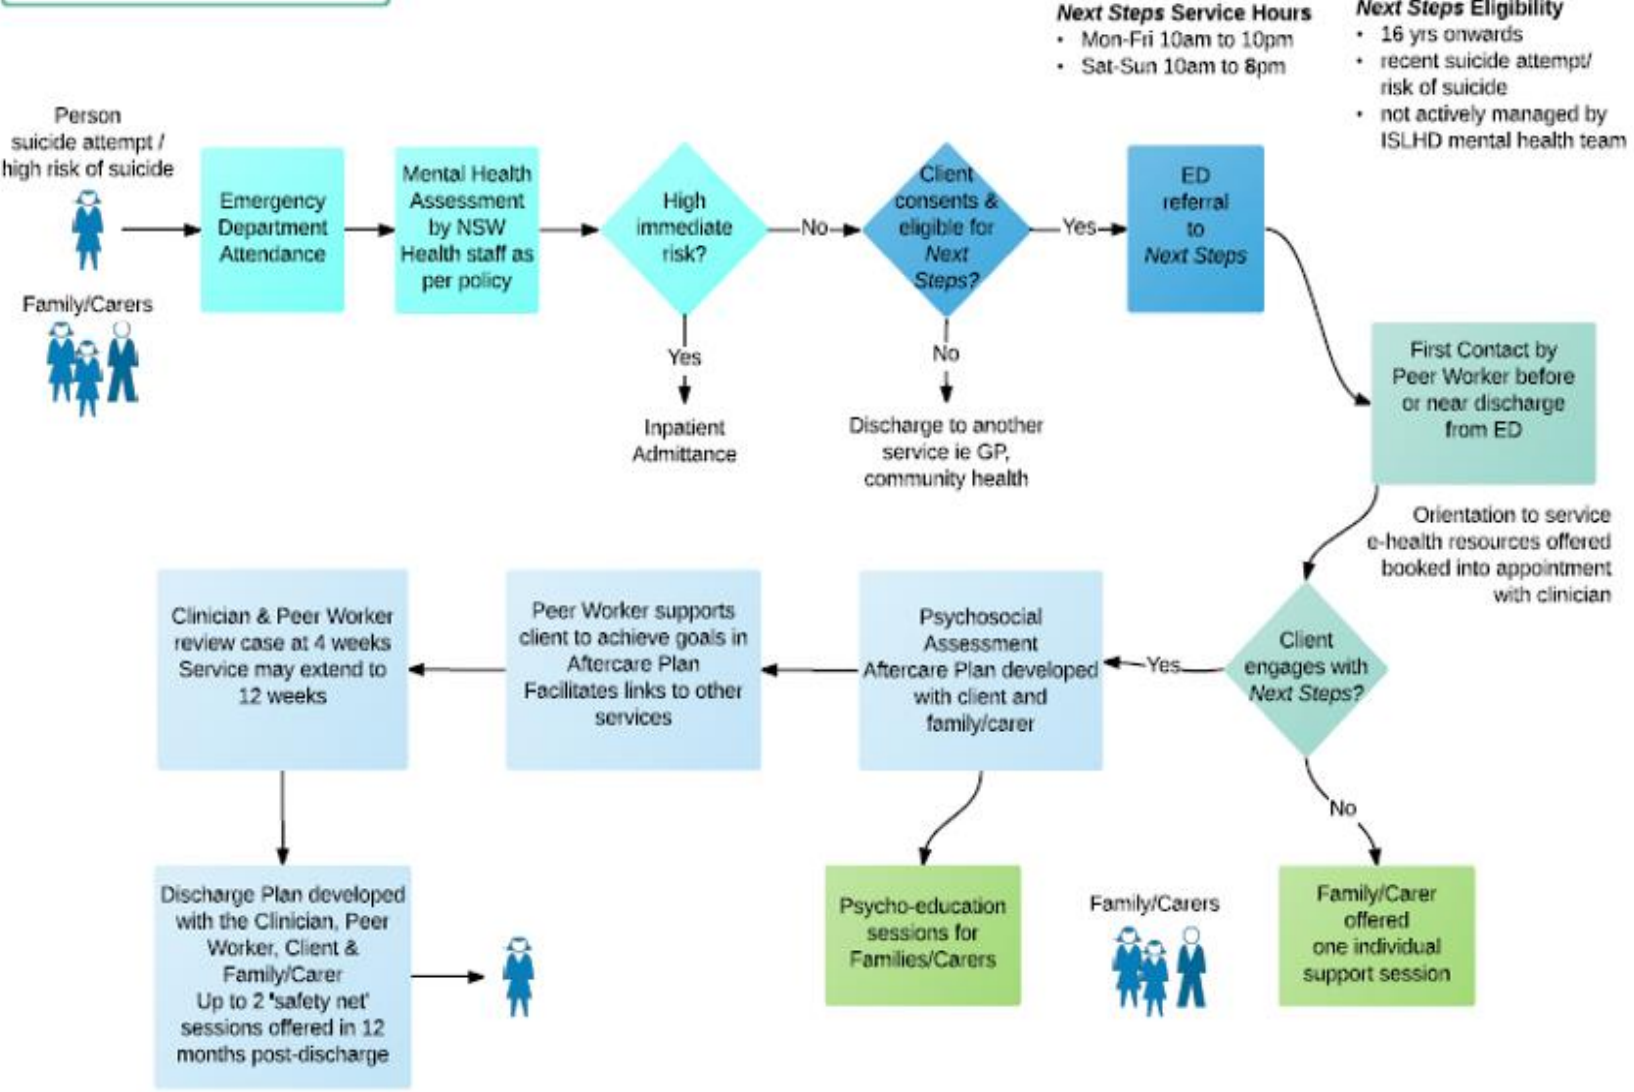 Next Steps Service Hours
• Mon-Fri 10am to 10pm
• Sat-Sun 10am to 8pm
Next Steps Eligibility
• 16 yrs onwards
• recent suicide attempt/
risk of suicide
• not actively managed by
ISLHD mental health team
Person
suicide attempt /
high risk of suicide
Family/Carers
Emergency
Department
Attendance
Mental Health
Assessment
by NSW
Health staff as
per policy
High
immediate
risk?
No
Yes
Inpatient
Admittance
Client
consents &
eligible for
Next
Steps?
Yes
No
Discharge to another
service ie GP,
community health
ED
referral
to
Next Steps
First Contact by
Peer Worker before
or near discharge
from ED
Orientation to service
e-health resources offered
booked into appointment
with clinician
Client
engages with
Next Steps?
Yes
No
Psychosocial
Assessment
Aftercare Plan developed
with client and
family/carer
Peer Worker supports
client to achieve goals in
Aftercare Plan
Facilitates links to other
services
Clinician & Peer Worker
review case at 4 weeks
Service may extend to
12 weeks
Discharge Plan developed
with the Clinician, Peer
Worker, Client &
Family/Carer
Up to 2 'safety net'
sessions offered in 12
months post-discharge
Psycho-education
sessions for
Families/Carers
Family/Carers
Family/Carer
offered
one individual
support session